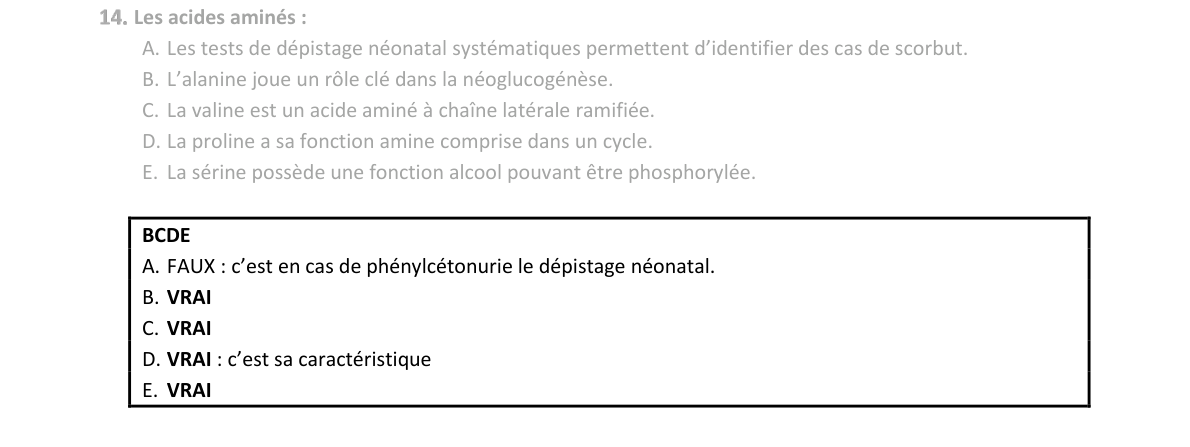 14. Les acides aminés :
A. Les tests de dépistage néonatal systématiques permettent d’identifier des cas de scorbut.
B. L’alanine joue un rôle clé dans la néoglucogénèse.
C. La valine est un acide aminé à chaîne latérale ramifiée.
D. La proline a sa fonction amine comprise dans un cycle.
E. La sérine possède une fonction alcool pouvant être phosphorylée.
BCDE
A. FAUX : c’est en cas de phénylcétonurie le dépistage néonatal.
B. VRAI
C. VRAI
D. VRAI : c’est sa caractéristique
E. VRAI